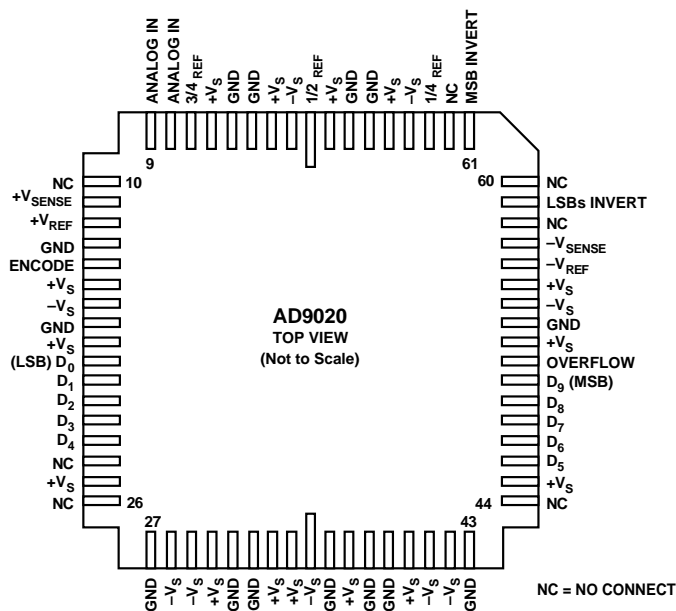 ANALOG IN
ANALOG IN
3/4 REF
+VS
GND
GND
+VS
–VS
1/2 REF
+VS
GND
GND
+VS
–VS
1/4 REF
NC
MSB INVERT
9
61
NC
10
+VSENSE
+VREF
GND
ENCODE
+VS
–VS
GND
+VS
(LSB) D0
D1
D2
D3
D4
NC
+VS
NC
26
AD9020
TOP VIEW
(Not to Scale)
60
NC
LSBs INVERT
NC
–VSENSE
–VREF
+VS
–VS
GND
+VS
OVERFLOW
D9 (MSB)
D8
D7
D6
D5
+VS
44
NC
27
43
GND
–VS
–VS
+VS
GND
GND
+VS
+VS
–VS
GND
+VS
GND
GND
+VS
–VS
–VS
GND
NC = NO CONNECT